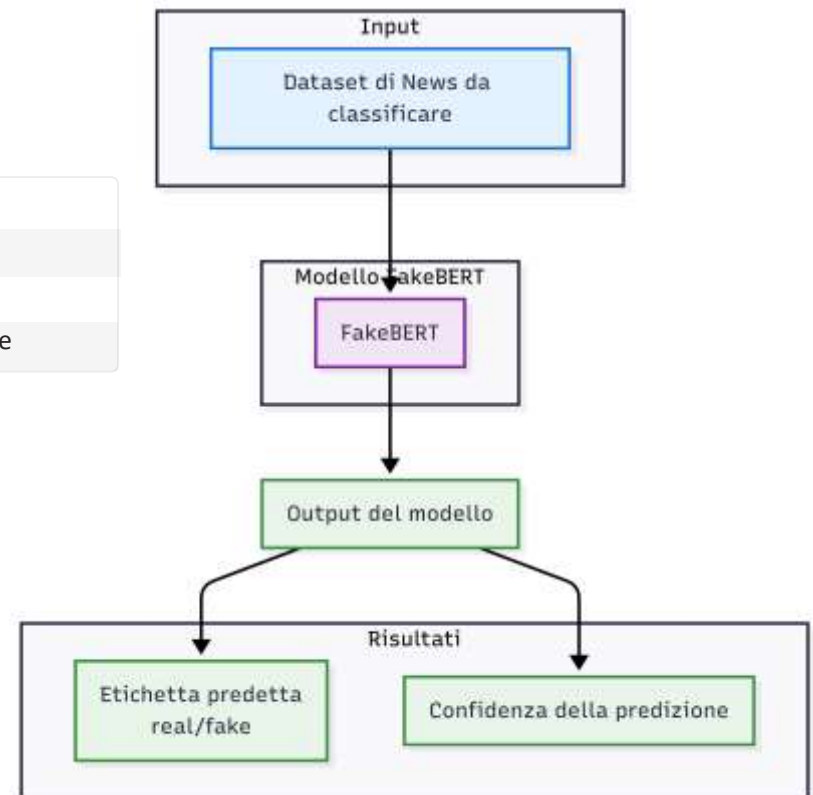 Input
Dataset di News da
classificare
e
Modello FakeBERT
FakeBERT
Output del modello
Risultati
Etichetta predetta
real/fake
Confidenza della predizione